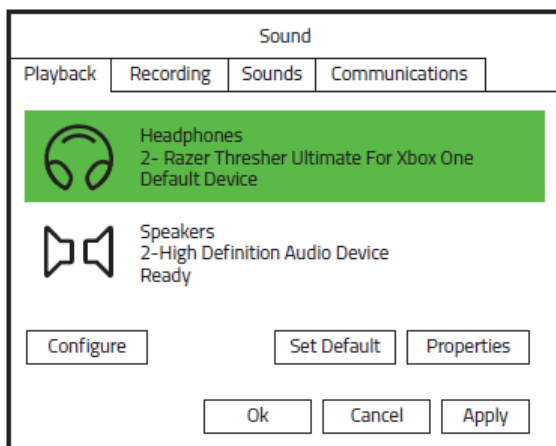 Sound
Playback Recording Sounds Communications
Headphones
2- Razer Thresher Ultimate For Xbox One
Default Device
Speakers
2-High Definition Audio Device
Ready
Configure Set Default Properties
Ok Cancel Apply